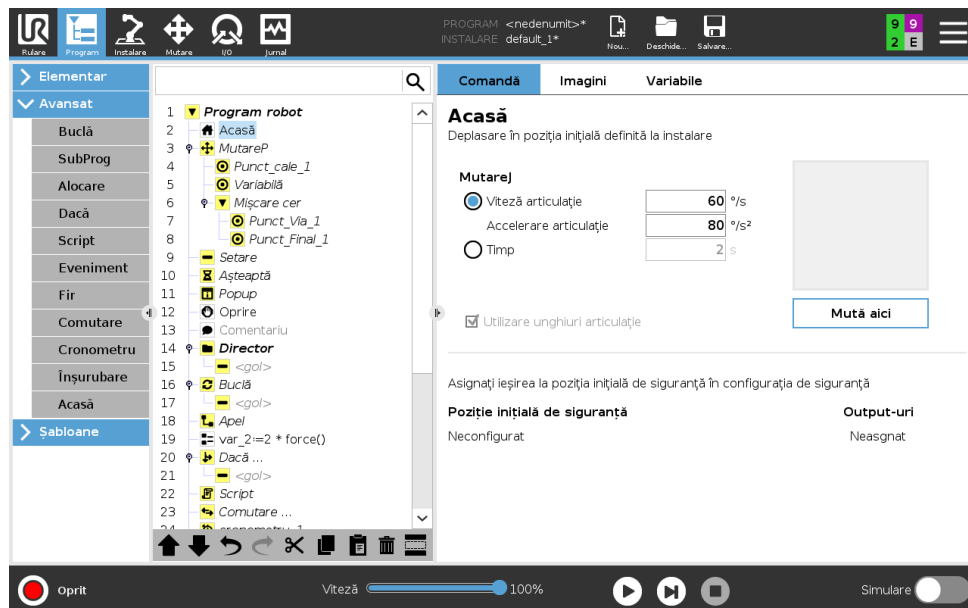 Rulare
Program
Instalare
Mutare
I/O
Jurnal
PROGRAM <nedenumit>*
INSTALARE default_1*
Nou...
Deschide...
Salvare...
9 9
2 E
Elementar
Avansat
Buclă
SubProg
Alocare
Dacă
Script
Eveniment
Fir
Comutare
Cronometru
Înșurubare
Acasă
Șabloane
1 Program robot
2 Acasă
3 MutareP
4 Punct_cale_1
5 Variabilă
6 Mișcare cer
7 Punct_Via_1
8 Punct_Final_1
9 Setare
10 Așteaptă
11 Popup
12 Oprire
13 Comentariu
14 Director
15 <gol>
16 Buclă
17 <gol>
18 Apel
19 var_2:=2 * force()
20 Dacă ...
21 <gol>
22 Script
23 Comutare ...
24 cronometru_1
Comandă
Imagini
Variabile
Acasă
Deplasare în poziția inițială definită la instalare
Mutarej
Viteză articulație 60 °/s
Accelerare articulație 80 °/s²
Tlmp 2 s
Utilizare unghiuri articulație
Mută aici
Asignați ieșirea la poziția inițială de siguranță în configurația de siguranță
Poziție inițială de siguranță
Output-uri
Neconfigurat
Neasgnat
Oprit
Viteză 100%
Simulare